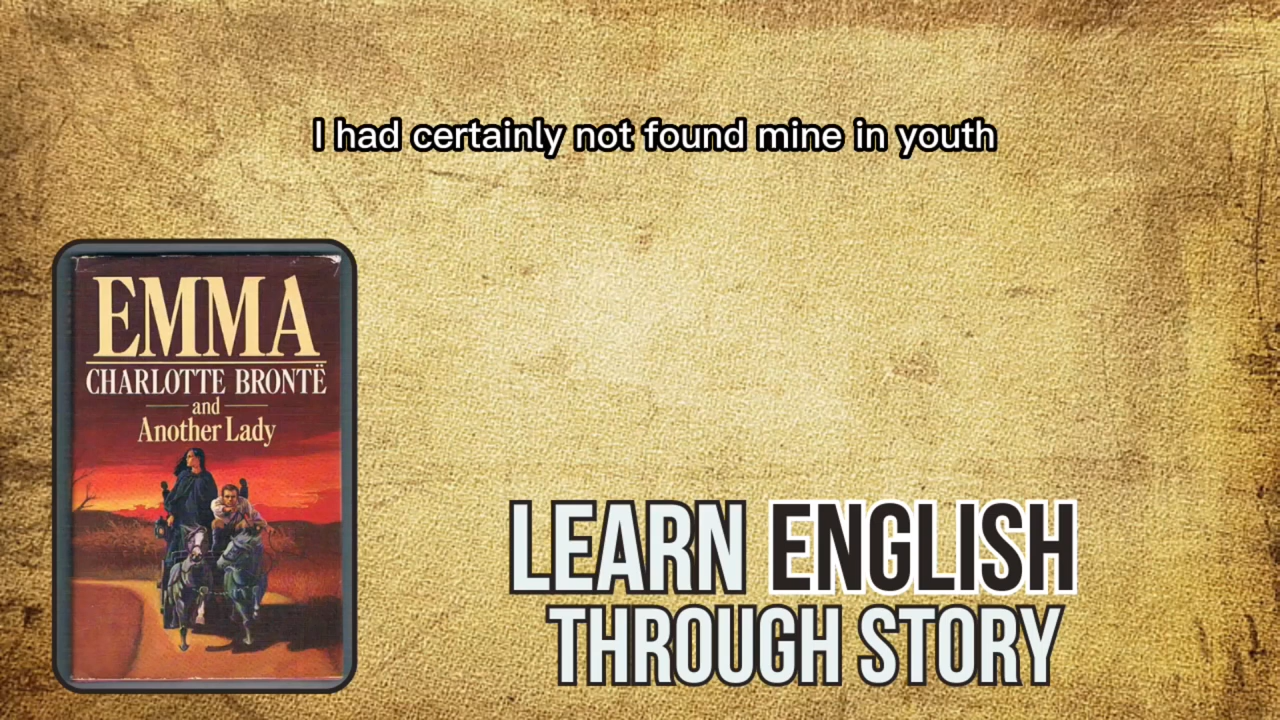 I had certainly not found mine in youth
EMMA
CHARLOTTE BRONTË
and
Another Lady
LEARN ENGLISH
THROUGH STORY